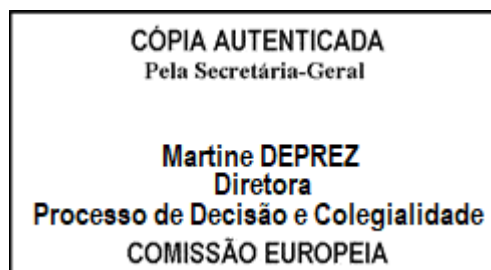 CÓPIA AUTENTICADA
Pela Secretária-Geral
Martine DEPREZ
Diretora
Processo de Decisão e Colegialidade
COMISSÃO EUROPEIA